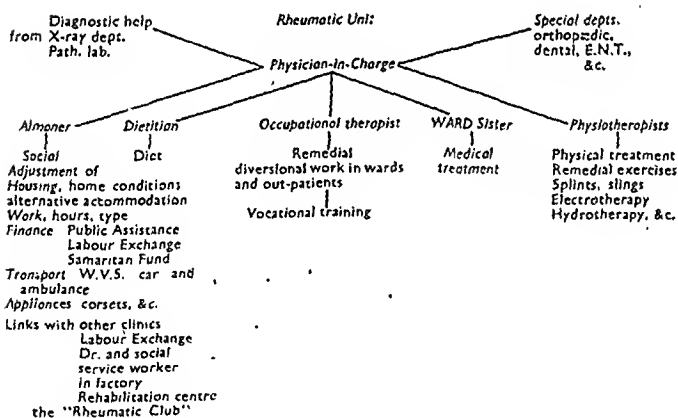 Rheumatic Unit
Diagnostic help
from X-ray dept.
Path. lab.
Special depts.
orthopædic,
dental, E.N.T.,
&c.
Physician-in-Charge
Almoner
Social
Adjustment of
Housing, home conditions
alternative accommodation
Work, hours, type
Finance Public Assistance
Labour Exchange
Samaritan Fund
Transport W.V.S. car and
ambulance
Appliances corsets, &c.
Links with other clinics
Labour Exchange
Dr. and social
service worker
in factory
Rehabilitation centre
the "Rheumatic Club"
Dietitian
Diet
Occupational therapist
Remedial
diversional work in wards
and out-patients
Vocational training
WARD Sister
Medical
treatment
Physiotherapists
Physical treatment
Remedial exercises
Splints, slings
Electrotherapy
Hydrotherapy, &c.